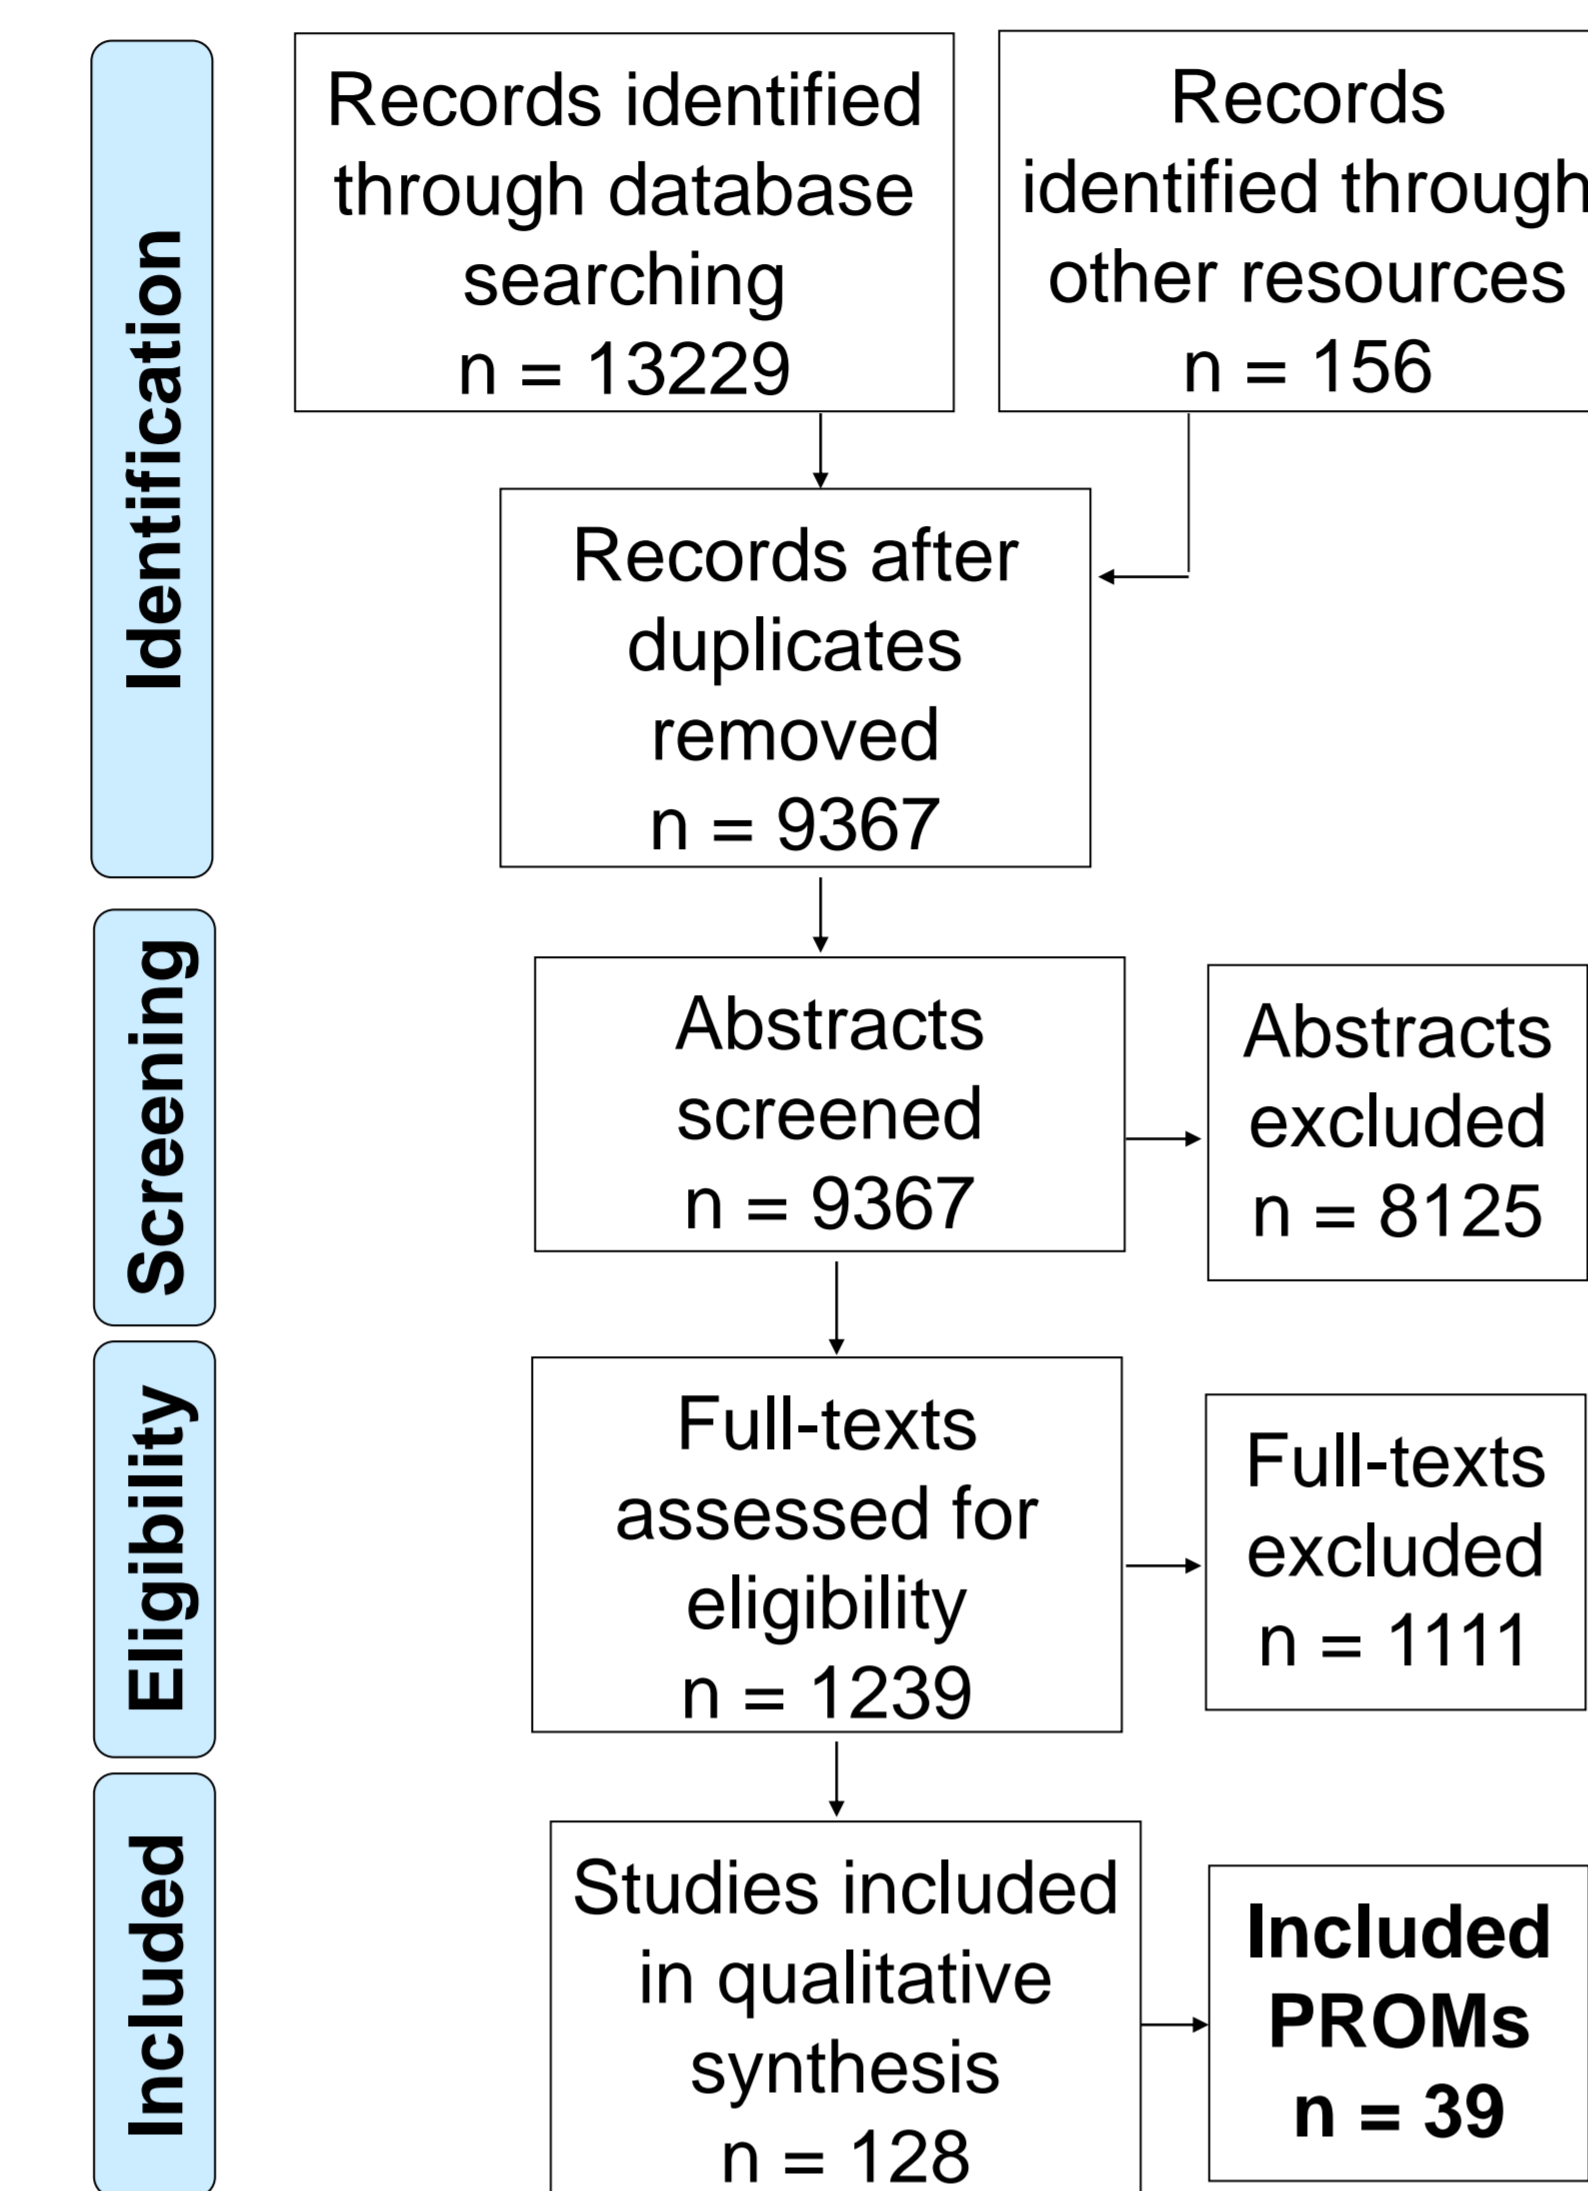 Identification
Records identified
through database
searching
n = 13229
Records
identified through
other resources
n = 156
Records after
duplicates
removed
n = 9367
Screening
Abstracts
screened
n = 9367
Abstracts
excluded
n = 8125
Eligibility
Full-texts
assessed for
eligibility
n = 1239
Full-texts
excluded
n = 1111
Included
Studies included
in qualitative
synthesis
n = 128
Included
PROMs
n = 39